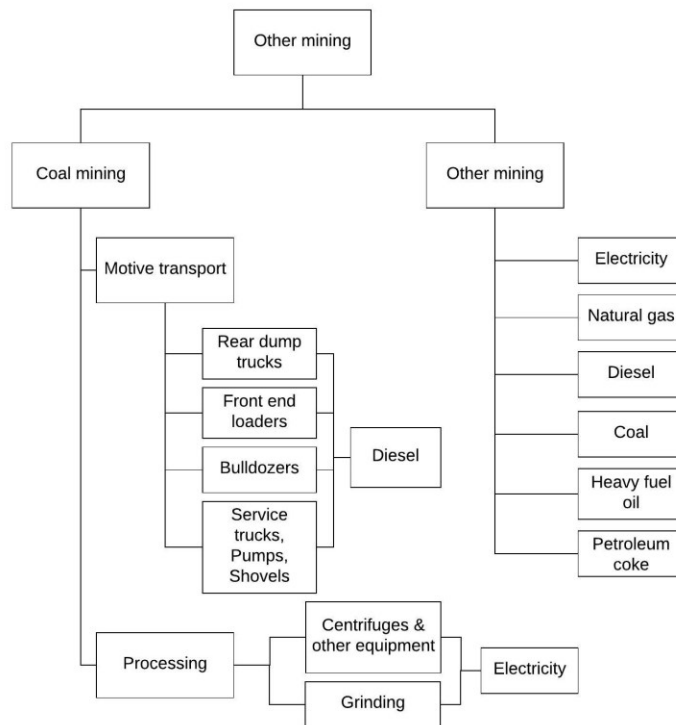 Other mining
Coal mining
Other mining
Motive transport
Rear dump
trucks
Front end
loaders
Bulldozers
Service
trucks,
Pumps,
Shovels
Diesel
Processing
Centrifuges &
other equipment
Grinding
Electricity
Electricity
Natural gas
Diesel
Coal
Heavy fuel
oil
Petroleum
coke